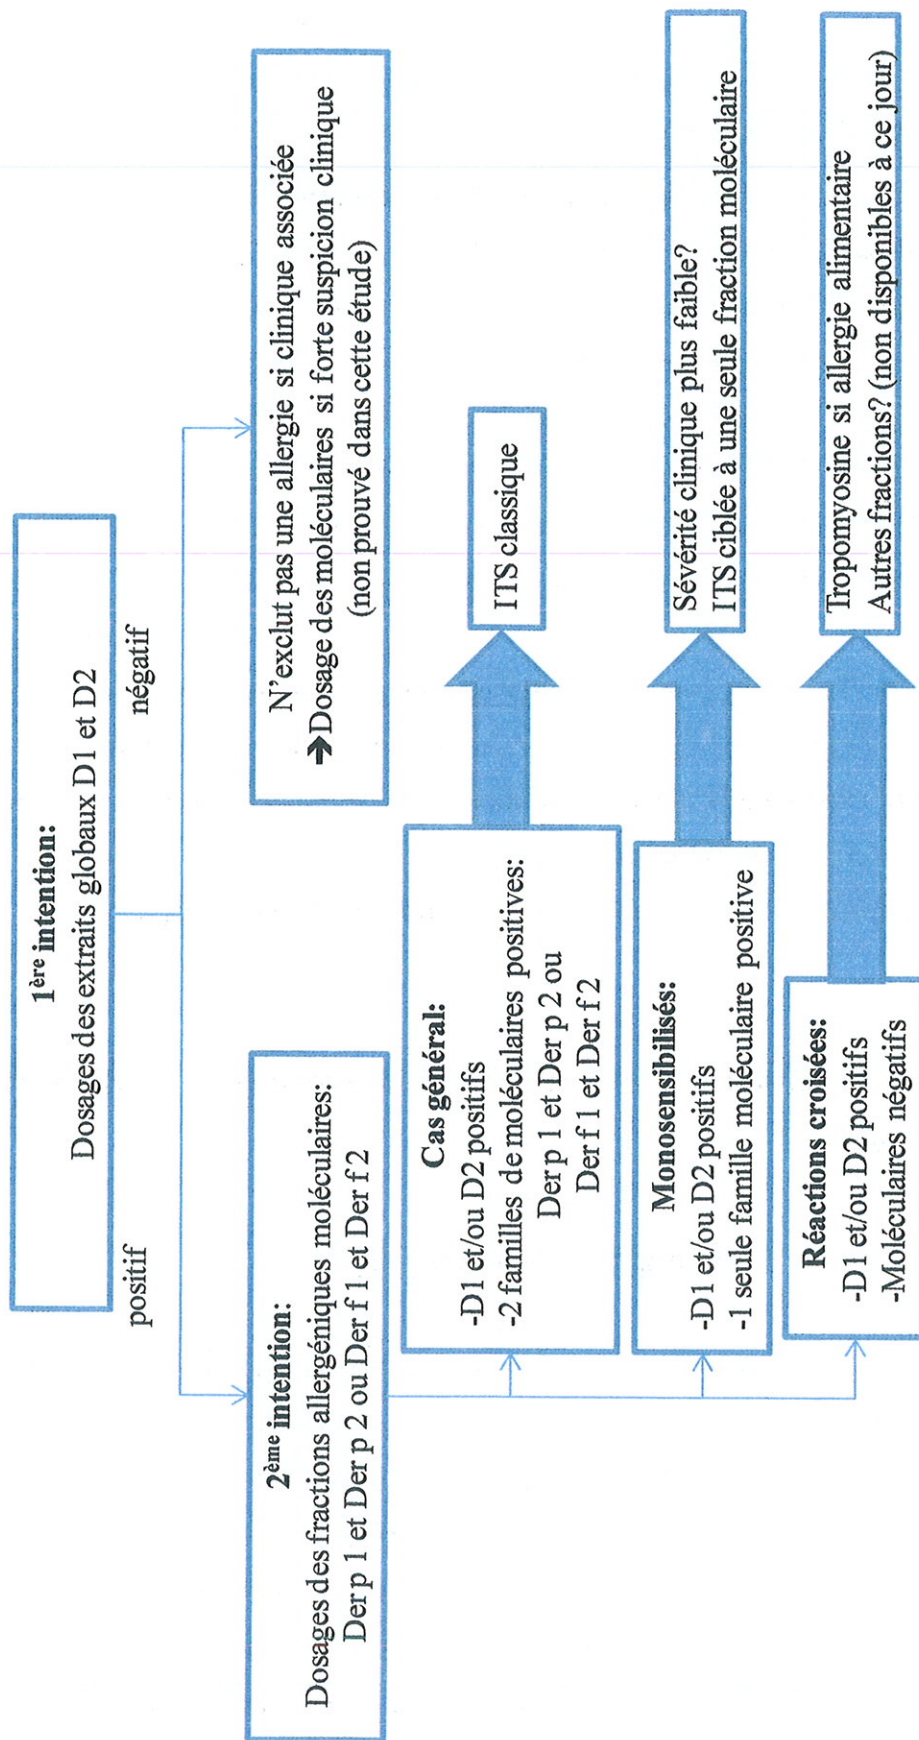 1ère intention:
Dosages des extraits globaux D1 et D2
positif
négatif
2ème intention:
Dosages des fractions allergéniques moléculaires:
Der p 1 et Der p 2 ou Der f 1 et Der f 2
N'exclut pas une allergie si clinique associée
➔Dosage des moléculaires si forte suspicion clinique
(non prouvé dans cette étude)
Cas général:
-D1 et/ou D2 positifs
-2 familles de moléculaires positives:
Der p 1 et Der p 2 ou
Der f 1 et Der f 2
ITS classique
Monosensibilisés:
-D1 et/ou D2 positifs
-1 seule famille moléculaire positive
Sévérité clinique plus faible?
ITS ciblée à une seule fraction moléculaire
Réactions croisées:
-D1 et/ou D2 positifs
-Moléculaires négatifs
Tropomyosine si allergie alimentaire
Autres fractions? (non disponibles à ce jour)